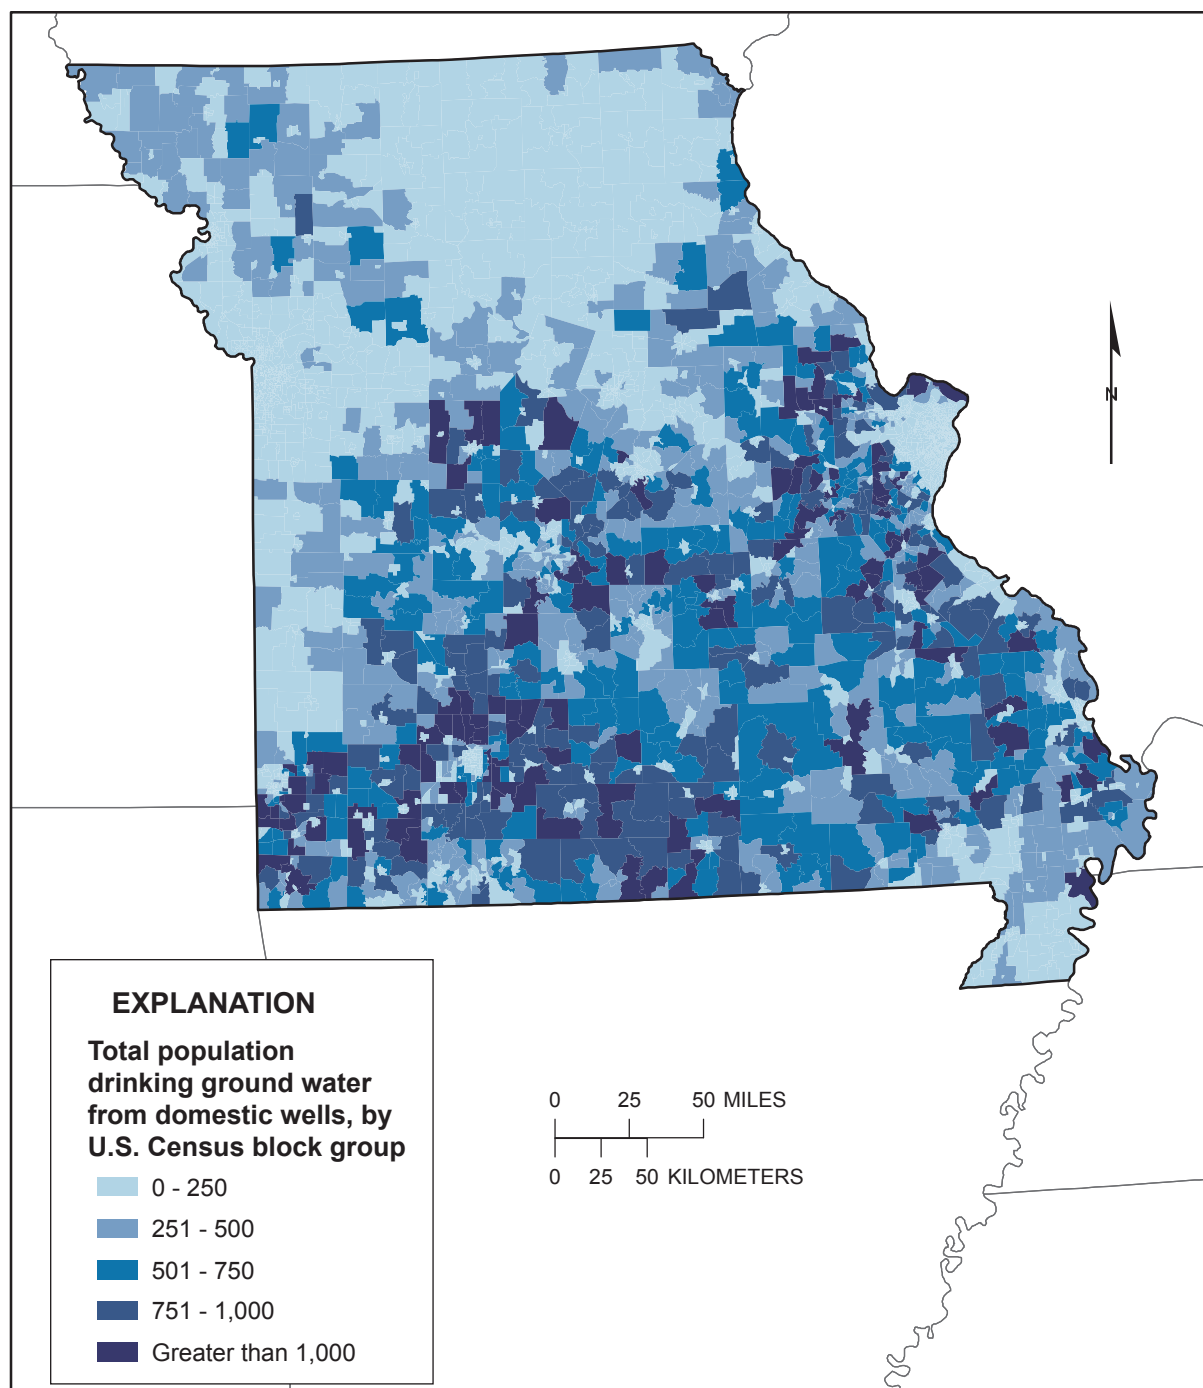 N
EXPLANATION
Total population
drinking ground water
from domestic wells, by
U.S. Census block group
0 - 250
251 - 500
501 - 750
751 - 1,000
Greater than 1,000
0 25 50 MILES
0 25 50 KILOMETERS